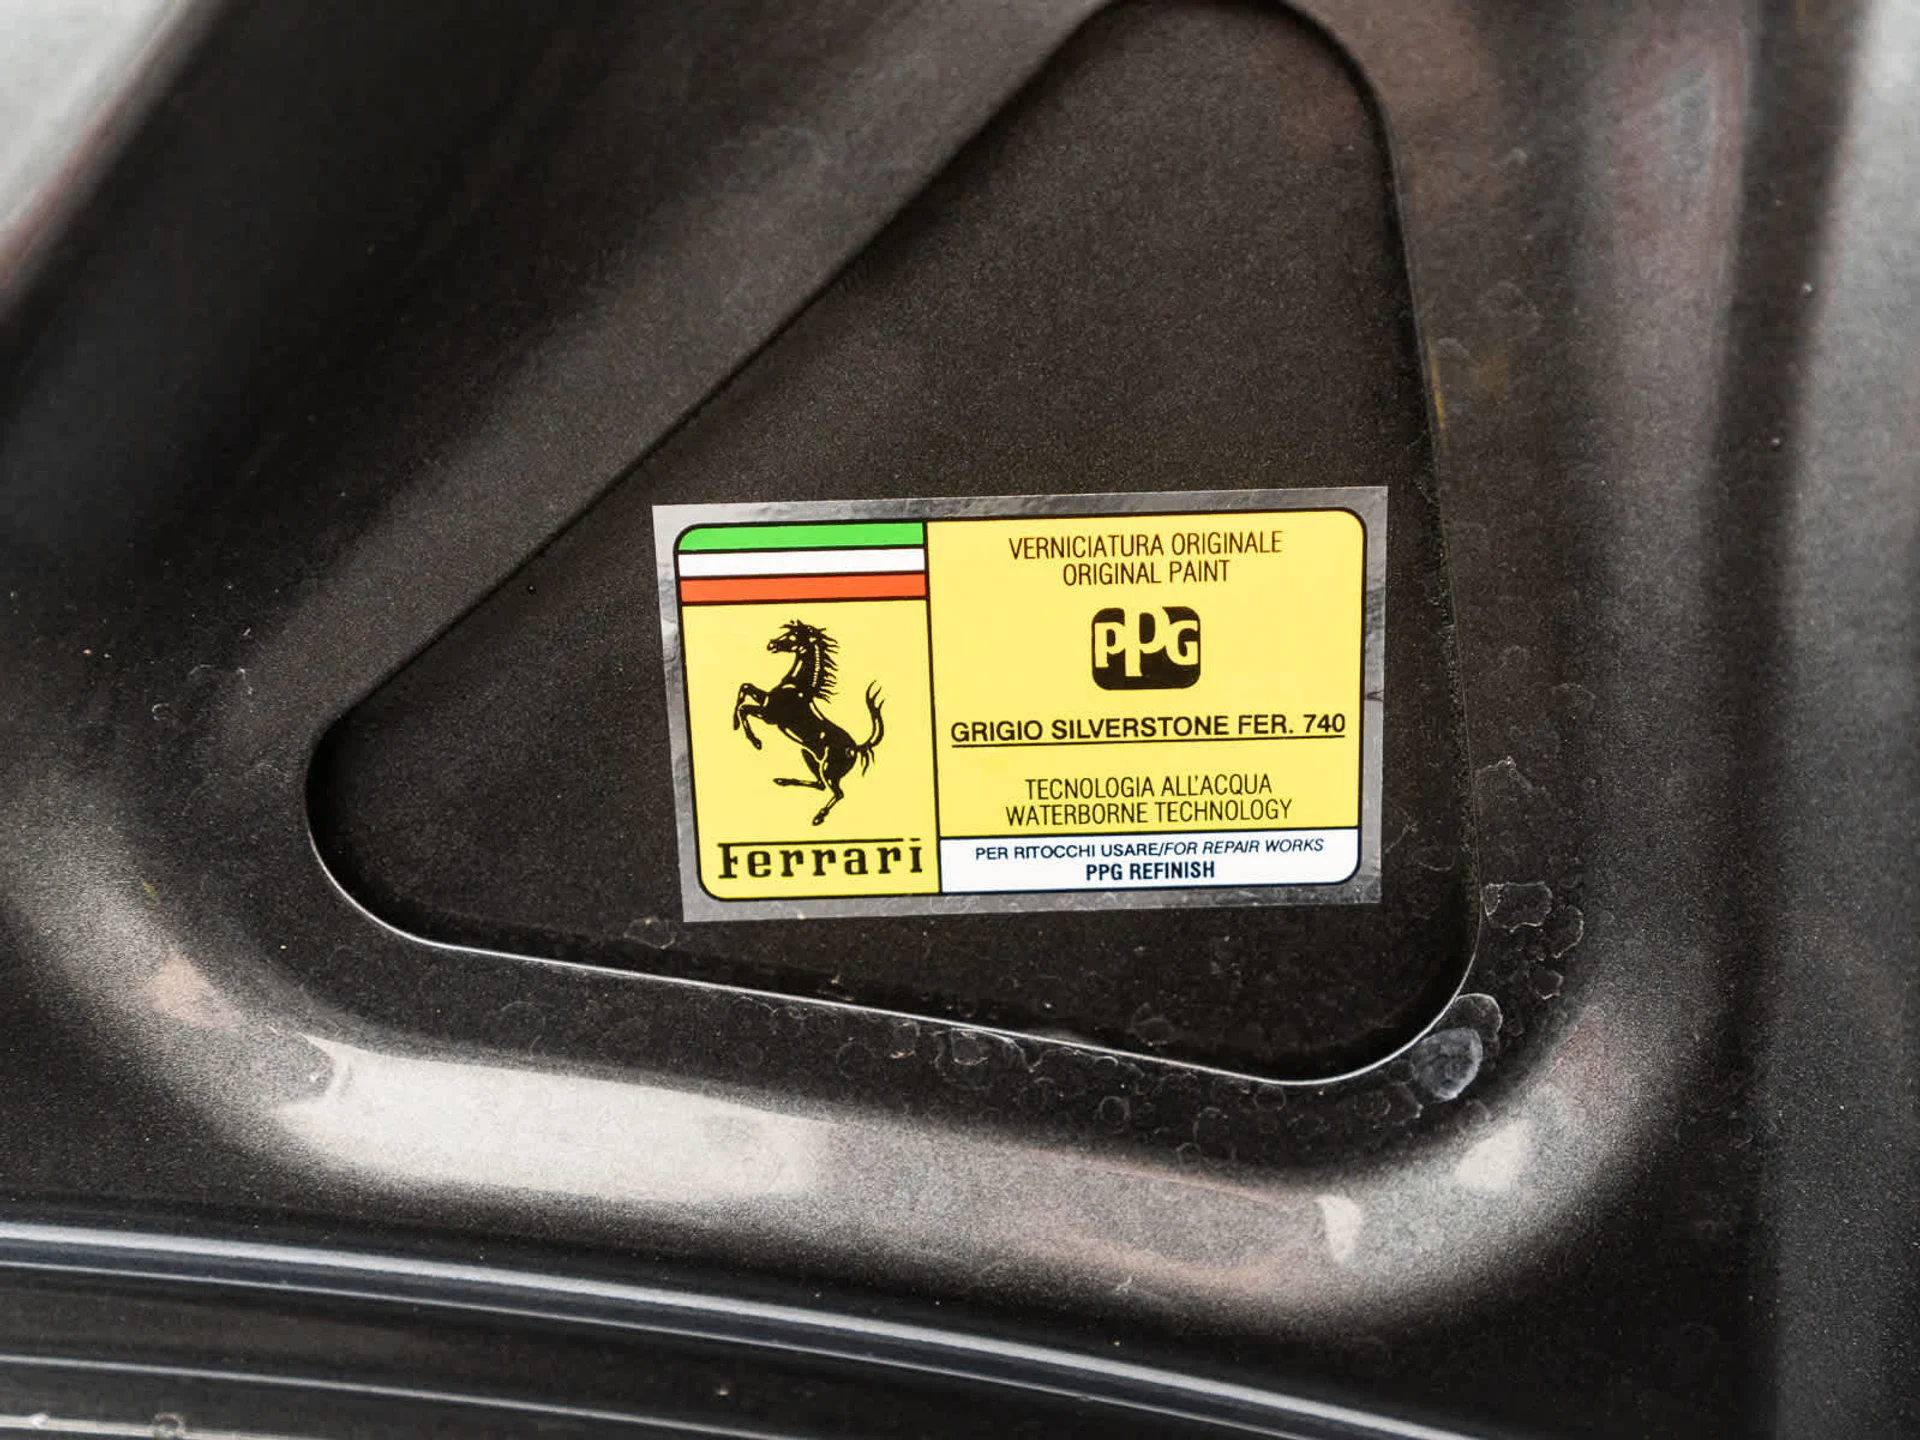 VERNICIATURA ORIGINALE
ORIGINAL PAINT
PPG
GRIGIO SILVERSTONE FER. 740
TECNOLOGIA ALL'ACQUA
WATERBORNE TECHNOLOGY
PER RITOCCHI USARE/FOR REPAIR WORKS
PPG REFINISH
Ferrari